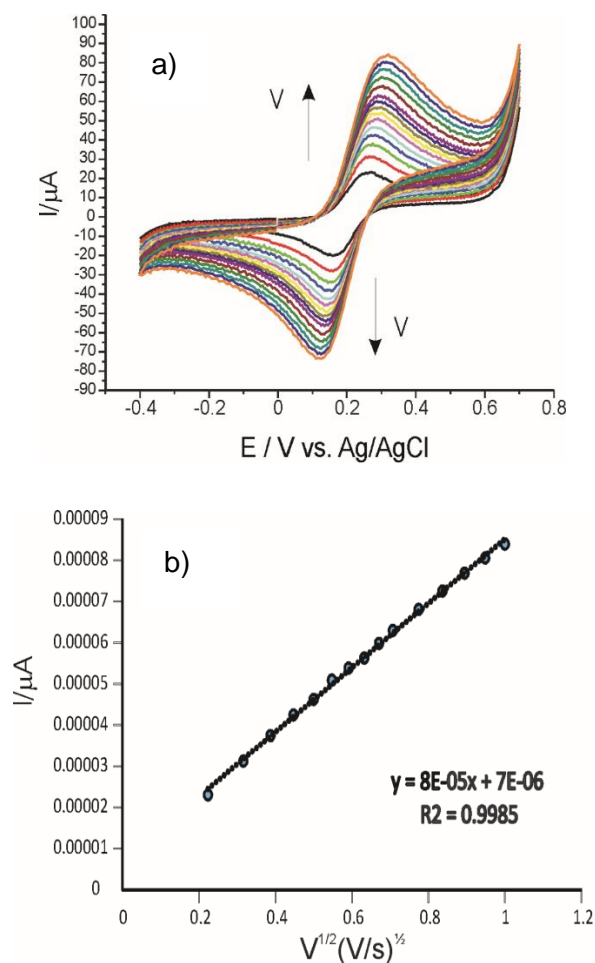 a)
I/μA
100
90
80
70
60
50
40
30
20
10
0
-10
-20
-30
-40
-50
-60
-70
-80
-90
V
V
-0.4 -0.2 0 0.2 0.4 0.6 0.8
E / V vs. Ag/AgCl
b)
I/μA
0.00009
0.00008
0.00007
0.00006
0.00005
0.00004
0.00003
0.00002
0.00001
0
y = 8E-05x + 7E-06
R2 = 0.9985
0 0.2 0.4 0.6 0.8 1 1.2
V^1/2(V/s)^½